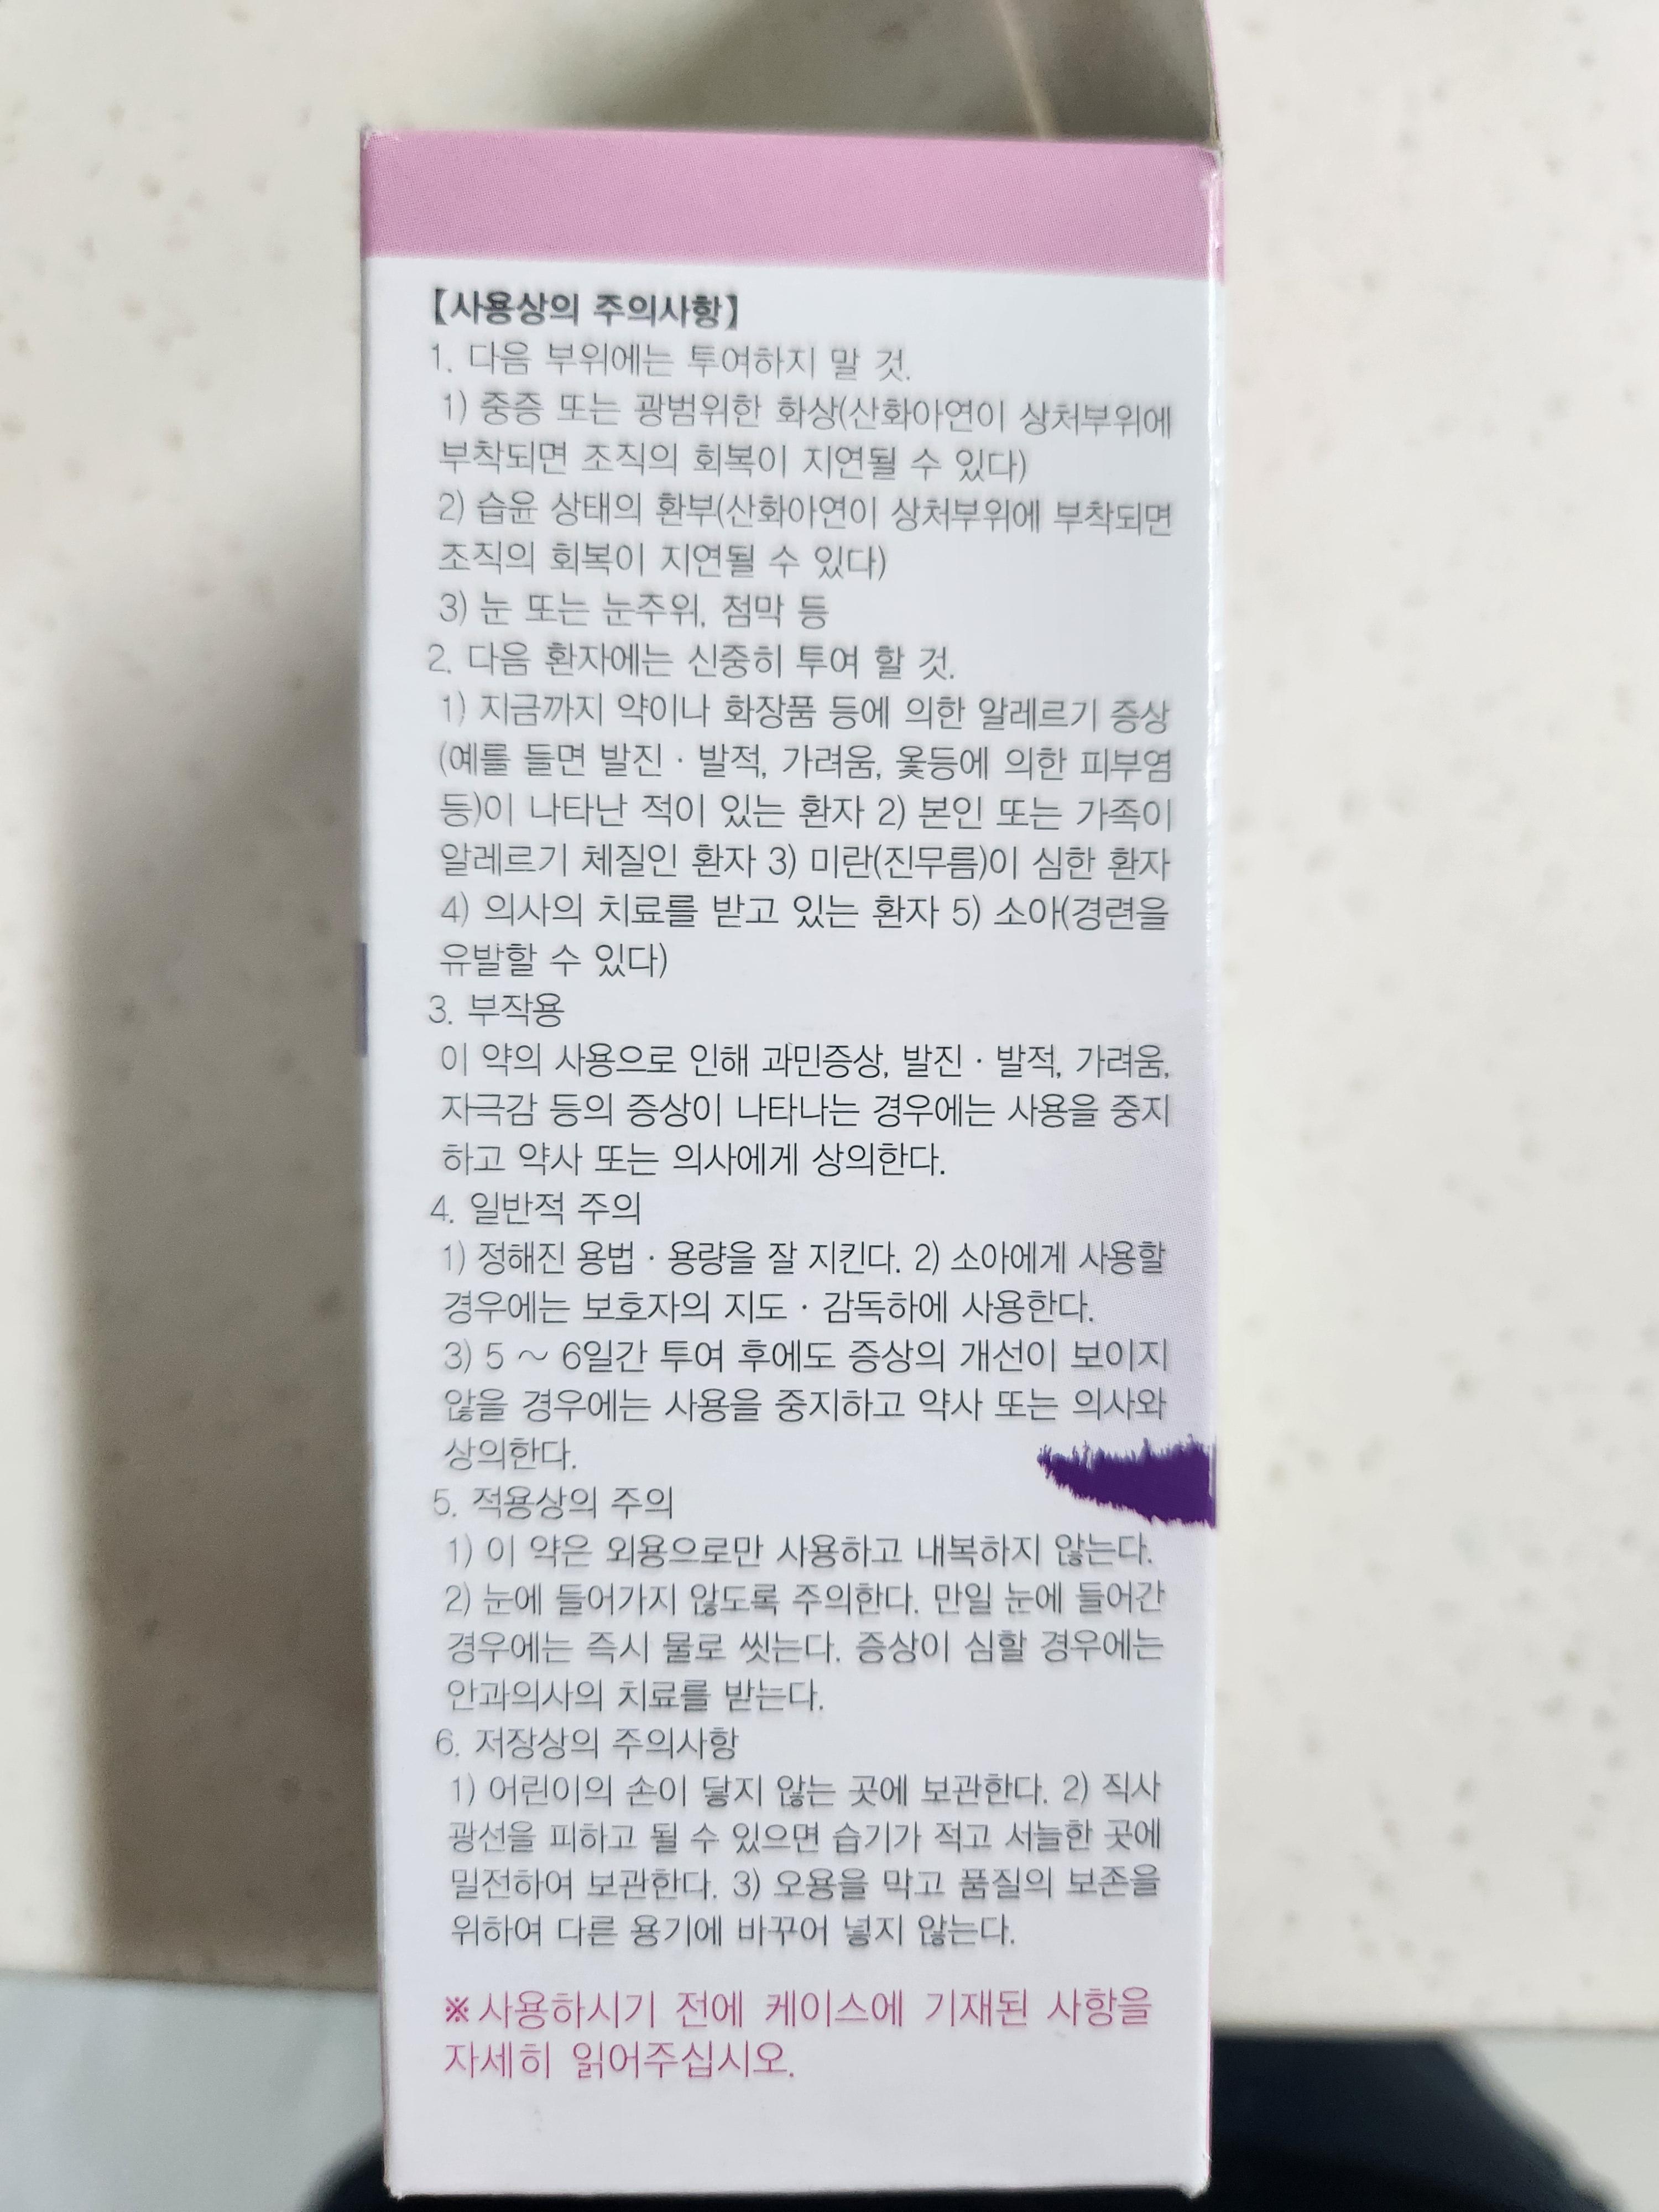 【사용상의 주의사항】
1. 다음 부위에는 투여하지 말 것.
1) 중증 또는 광범위한 화상(산화아연이 상처부위에
부착되면 조직의 회복이 지연될 수 있다)
2) 습윤 상태의 환부(산화아연이 상처부위에 부착되면
조직의 회복이 지연될 수 있다)
3) 눈 또는 눈주위, 점막 등
2. 다음 환자에는 신중히 투여 할 것.
1) 지금까지 약이나 화장품 등에 의한 알레르기 증상
(예를 들면 발진 · 발적, 가려움, 옻등에 의한 피부염
등)이 나타난 적이 있는 환자 2) 본인 또는 가족이
알레르기 체질인 환자 3) 미란(진무름)이 심한 환자
4) 의사의 치료를 받고 있는 환자 5) 소아(경련을
유발할 수 있다)
3. 부작용
이 약의 사용으로 인해 과민증상, 발진 · 발적, 가려움,
자극감 등의 증상이 나타나는 경우에는 사용을 중지
하고 약사 또는 의사에게 상의한다.
4. 일반적 주의
1) 정해진 용법 · 용량을 잘 지킨다. 2) 소아에게 사용할
경우에는 보호자의 지도 · 감독하에 사용한다.
3) 5 ~ 6일간 투여 후에도 증상의 개선이 보이지
않을 경우에는 사용을 중지하고 약사 또는 의사와
상의한다.
5. 적용상의 주의
1) 이 약은 외용으로만 사용하고 내복하지 않는다.
2) 눈에 들어가지 않도록 주의한다. 만일 눈에 들어간
경우에는 즉시 물로 씻는다. 증상이 심할 경우에는
안과의사의 치료를 받는다.
6. 저장상의 주의사항
1) 어린이의 손이 닿지 않는 곳에 보관한다. 2) 직사
광선을 피하고 될 수 있으면 습기가 적고 서늘한 곳에
밀전하여 보관한다. 3) 오용을 막고 품질의 보존을
위하여 다른 용기에 바꾸어 넣지 않는다.
※사용하시기 전에 케이스에 기재된 사항을
자세히 읽어주십시오.